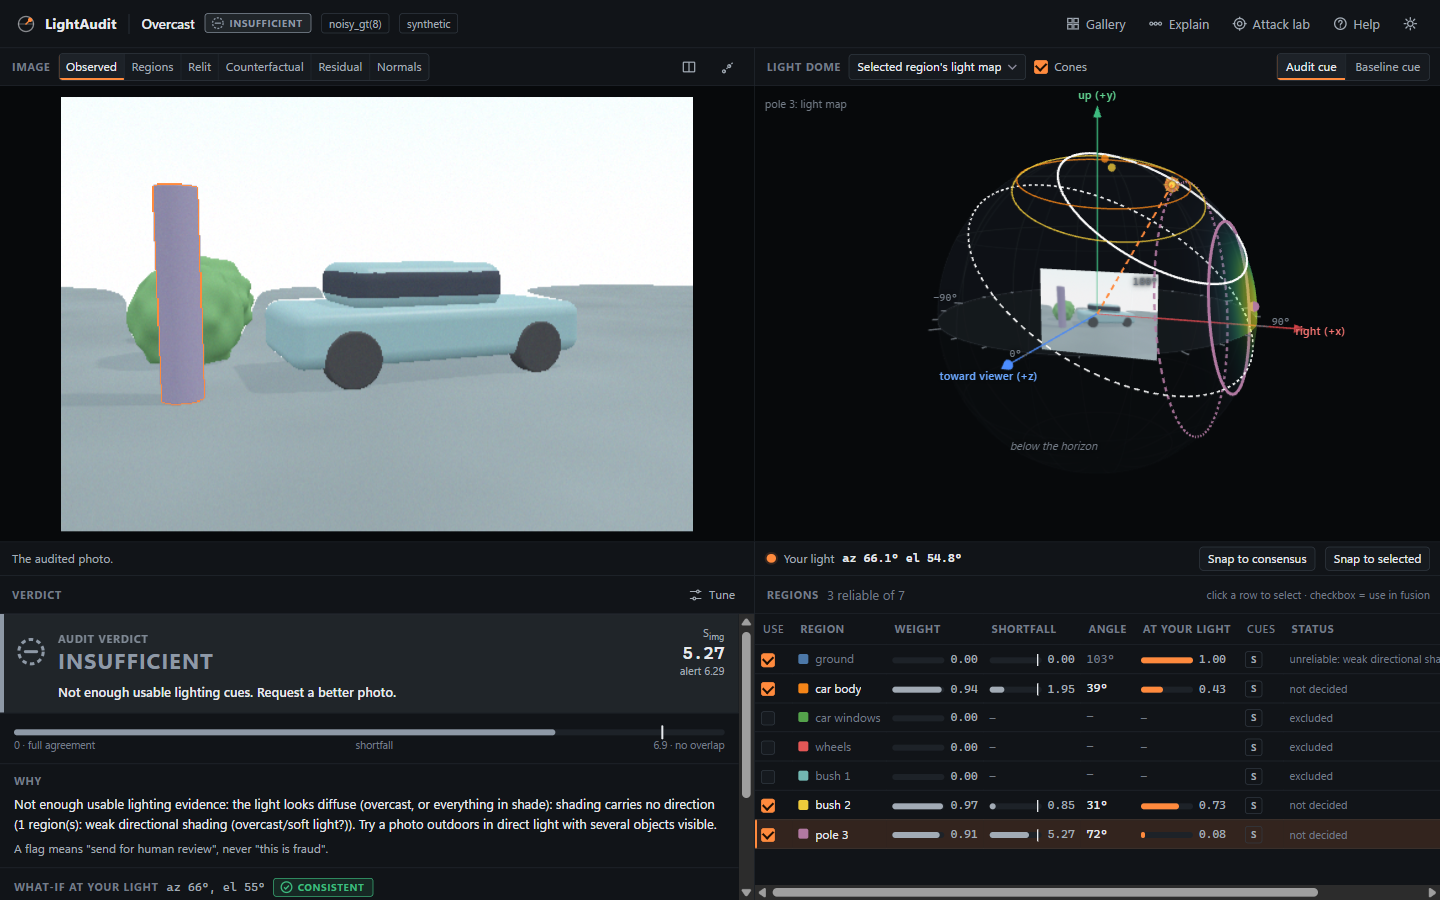 LightAudit Overcast INSUFFICIENT noisy_gt(8) synthetic Gallery Explain Attack lab Help
IMAGE Observed Regions Relit Counterfactual Residual Normals
LIGHT DOME Selected region's light map Cones Audit cue Baseline cue
pole 3: light map
up (+y)
−90°
180°
90°
right (+x)
0°
toward viewer (+z)
below the horizon
The audited photo.
Your light az 66.1° el 54.8° Snap to consensus Snap to selected
VERDICT Tune
AUDIT VERDICT
INSUFFICIENT
Not enough usable lighting cues. Request a better photo.
Simg
5.27
alert 6.29
0 · full agreement shortfall 6.9 · no overlap
WHY
Not enough usable lighting evidence: the light looks diffuse (overcast, or everything in shade): shading carries no direction
(1 region(s): weak directional shading (overcast/soft light?)). Try a photo outdoors in direct light with several objects visible.
A flag means "send for human review", never "this is fraud".
WHAT-IF AT YOUR LIGHT az 66°, el 55° CONSISTENT
REGIONS 3 reliable of 7 click a row to select · checkbox = use in fusion
USE REGION WEIGHT SHORTFALL ANGLE AT YOUR LIGHT CUES STATUS
ground 0.00 0.00 103° 1.00 S unreliable: weak directional sha
car body 0.94 1.95 39° 0.43 S not decided
car windows 0.00 – – – S excluded
wheels 0.00 – – – S excluded
bush 1 0.00 – – – S excluded
bush 2 0.97 0.85 31° 0.73 S not decided
pole 3 0.91 5.27 72° 0.08 S not decided